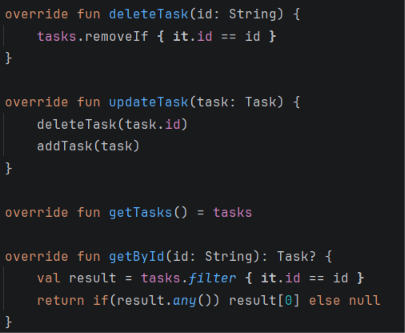 override fun deleteTask(id: String) {
    tasks.removeIf { it.id == id }
}
override fun updateTask(task: Task) {
    deleteTask(task.id)
    addTask(task)
}
override fun getTasks() = tasks
override fun getById(id: String): Task? {
    val result = tasks.filter { it.id == id }
    return if(result.any()) result[0] else null
}